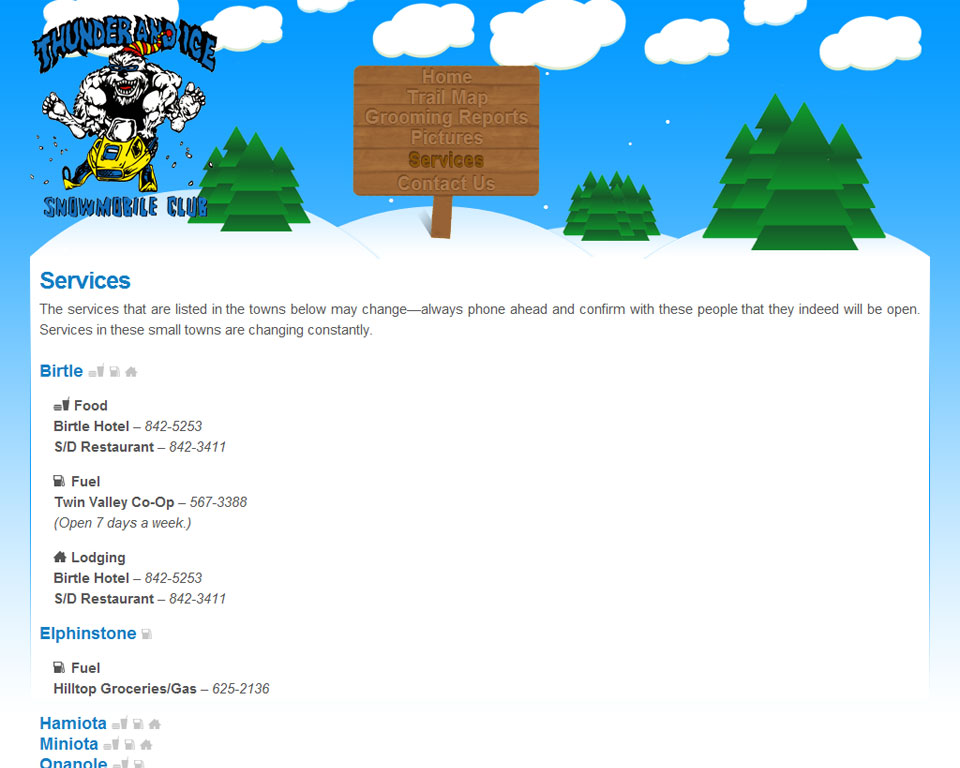 THUNDER AND ICE
SNOWMOBILE CLUB
Home
Trail Map
Grooming Reports
Pictures
Services
Contact Us
Services
The services that are listed in the towns below may change—always phone ahead and confirm with these people that they indeed will be open.
Services in these small towns are changing constantly.
Birtle
Food
Birtle Hotel – 842-5253
S/D Restaurant – 842-3411
Fuel
Twin Valley Co-Op – 567-3388
(Open 7 days a week.)
Lodging
Birtle Hotel – 842-5253
S/D Restaurant – 842-3411
Elphinstone
Fuel
Hilltop Groceries/Gas – 625-2136
Hamiota
Miniota
Onanole